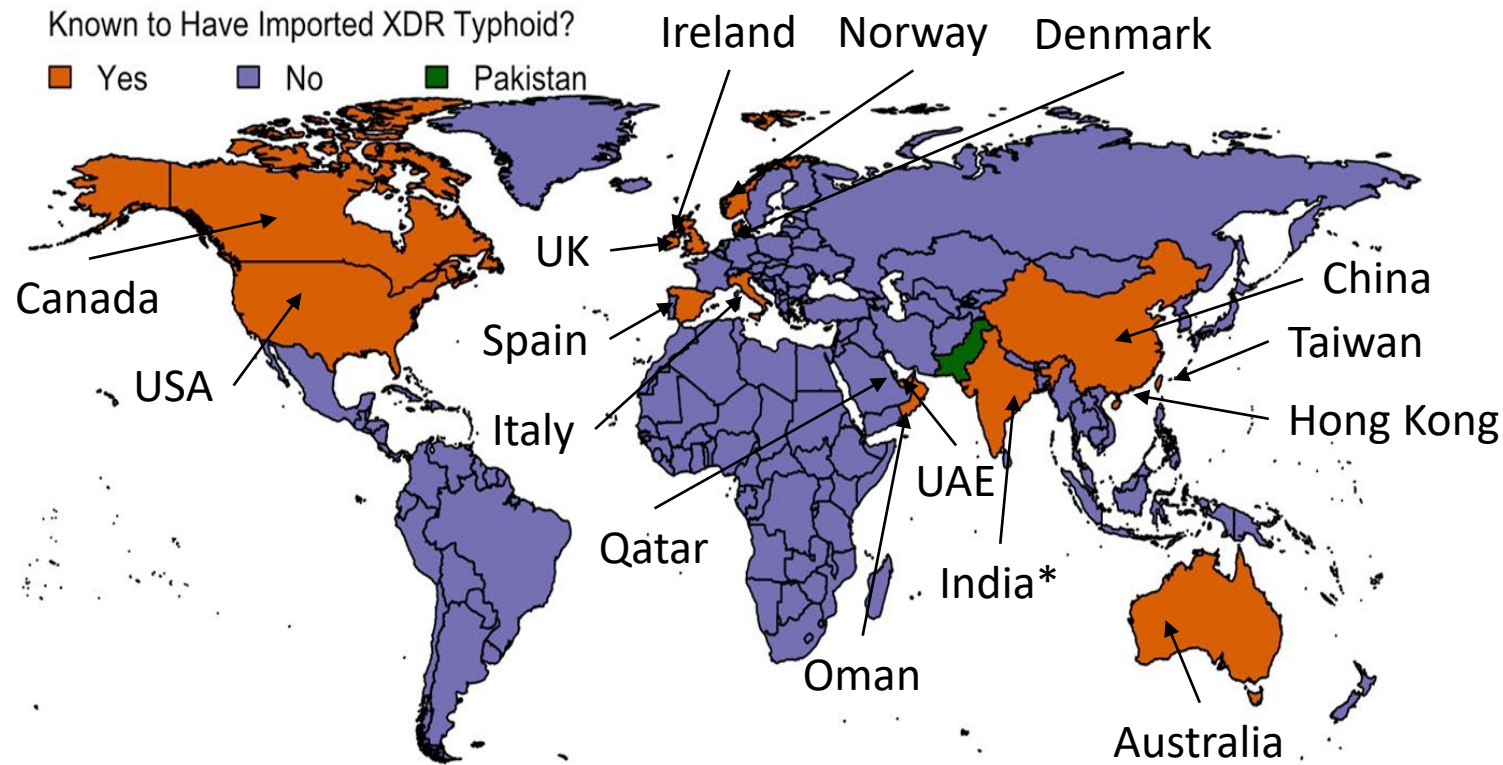 Known to Have Imported XDR Typhoid?
Yes No Pakistan
Ireland Norway Denmark
UK
Canada
Spain
USA
Italy
Qatar
UAE
India*
Oman
China
Taiwan
Hong Kong
Australia